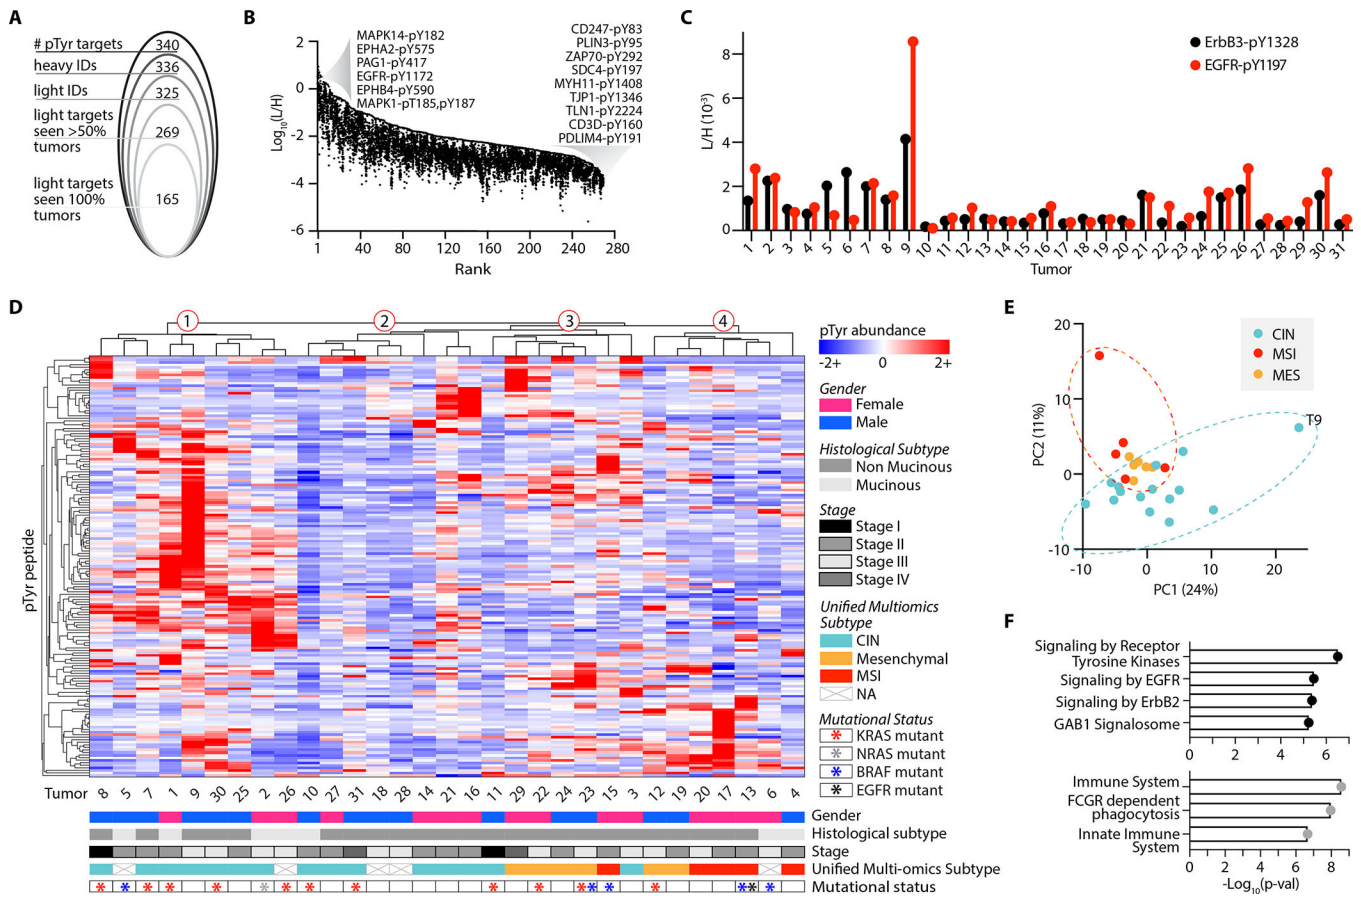 A
# pTyr targets
340
heavy IDs
336
light IDs
325
light targets
seen >50%
tumors
269
light targets
seen 100%
tumors
165
B
MAPK14-pY182
EPHA2-pY575
PAG1-pY417
EGFR-pY1172
EPHB4-pY590
MAPK1-pT185,pY187
CD247-pY83
PLIN3-pY95
ZAP70-pY292
SDC4-pY197
MYH11-pY1408
TJP1-pY1346
TLN1-pY2224
CD3D-pY160
PDLIM4-pY191
Log10(L/H)
2
0
-2
-4
-6
1 40 80 120 160 200 240 280
Rank
C
ErbB3-pY1328
EGFR-pY1197
L/H (10-3)
8
6
4
2
0
1 2 3 4 5 6 7 8 9 10 11 12 13 14 15 16 17 18 19 20 21 22 23 24 25 26 27 28 29 30 31
Tumor
D
1 2 3 4
pTyr peptide
Tumor 8 5 7 1 9 30 25 2 26 10 27 31 18 28 14 21 16 11 29 22 24 23 15 3 12 19 20 17 13 6 4
Gender
Histological subtype
Stage
Unified Multi-omics Subtype
Mutational status
pTyr abundance
-2+ 0 2+
Gender
Female
Male
Histological Subtype
Non Mucinous
Mucinous
Stage
Stage I
Stage II
Stage III
Stage IV
Unified Multiomics
Subtype
CIN
Mesenchymal
MSI
NA
Mutational Status
* KRAS mutant
* NRAS mutant
* BRAF mutant
* EGFR mutant
E
CIN
MSI
MES
T9
PC2 (11%)
20
10
0
-10
-10 0 10 20
PC1 (24%)
F
Signaling by Receptor
Tyrosine Kinases
Signaling by EGFR
Signaling by ErbB2
GAB1 Signalosome
0 2 4 6
Immune System
FCGR dependent
phagocytosis
Innate Immune
System
0 2 4 6 8
-Log10(p-val)